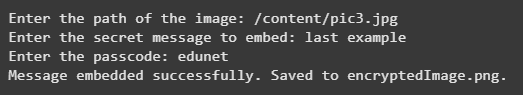 Enter the path of the image: /content/pic3.jpg
Enter the secret message to embed: last example
Enter the passcode: edunet
Message embedded successfully. Saved to encryptedImage.png.